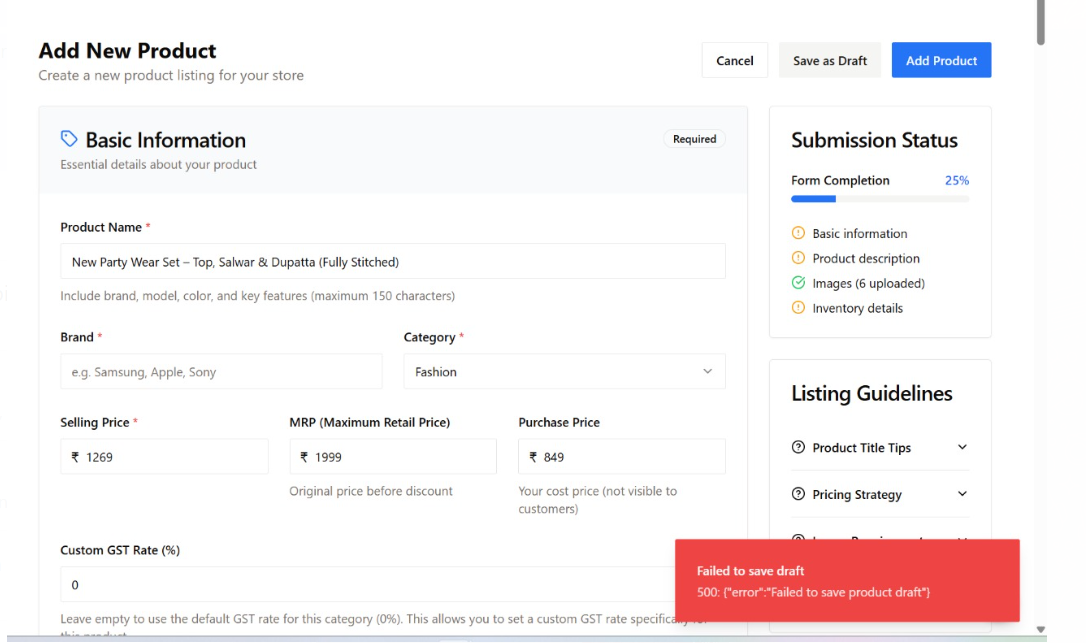 Add New Product
Create a new product listing for your store
Cancel
Save as Draft
Add Product
Basic Information
Required
Essential details about your product
Product Name *
New Party Wear Set – Top, Salwar & Dupatta (Fully Stitched)
Include brand, model, color, and key features (maximum 150 characters)
Brand *
e.g. Samsung, Apple, Sony
Category *
Fashion
Selling Price *
₹ 1269
MRP (Maximum Retail Price)
₹ 1999
Original price before discount
Purchase Price
₹ 849
Your cost price (not visible to
customers)
Custom GST Rate (%)
0
Leave empty to use the default GST rate for this category (0%). This allows you to set a custom GST rate specifically for
this product
Submission Status
Form Completion
25%
Basic information
Product description
Images (6 uploaded)
Inventory details
Listing Guidelines
Product Title Tips
Pricing Strategy
Failed to save draft
500: {"error":"Failed to save product draft"}